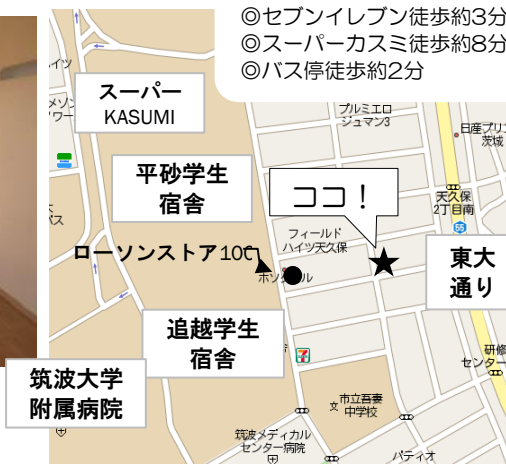 ◎セブンイレブン徒歩約3分
◎スーパーカスミ徒歩約8分
◎バス停徒歩約2分
スーパー
KASUMI
プルミエロ
ジュマン3
日産プリン
茨城
平砂学生
宿舎
ココ！
天久保
2丁目南
55
フィールド
ハイツ天久保
ローソンストア100
東大
通り
追越学生
宿舎
研修
センター
筑波大学
附属病院
文 市立吾妻
中学校
筑波メディカル
センター病院
パティオ